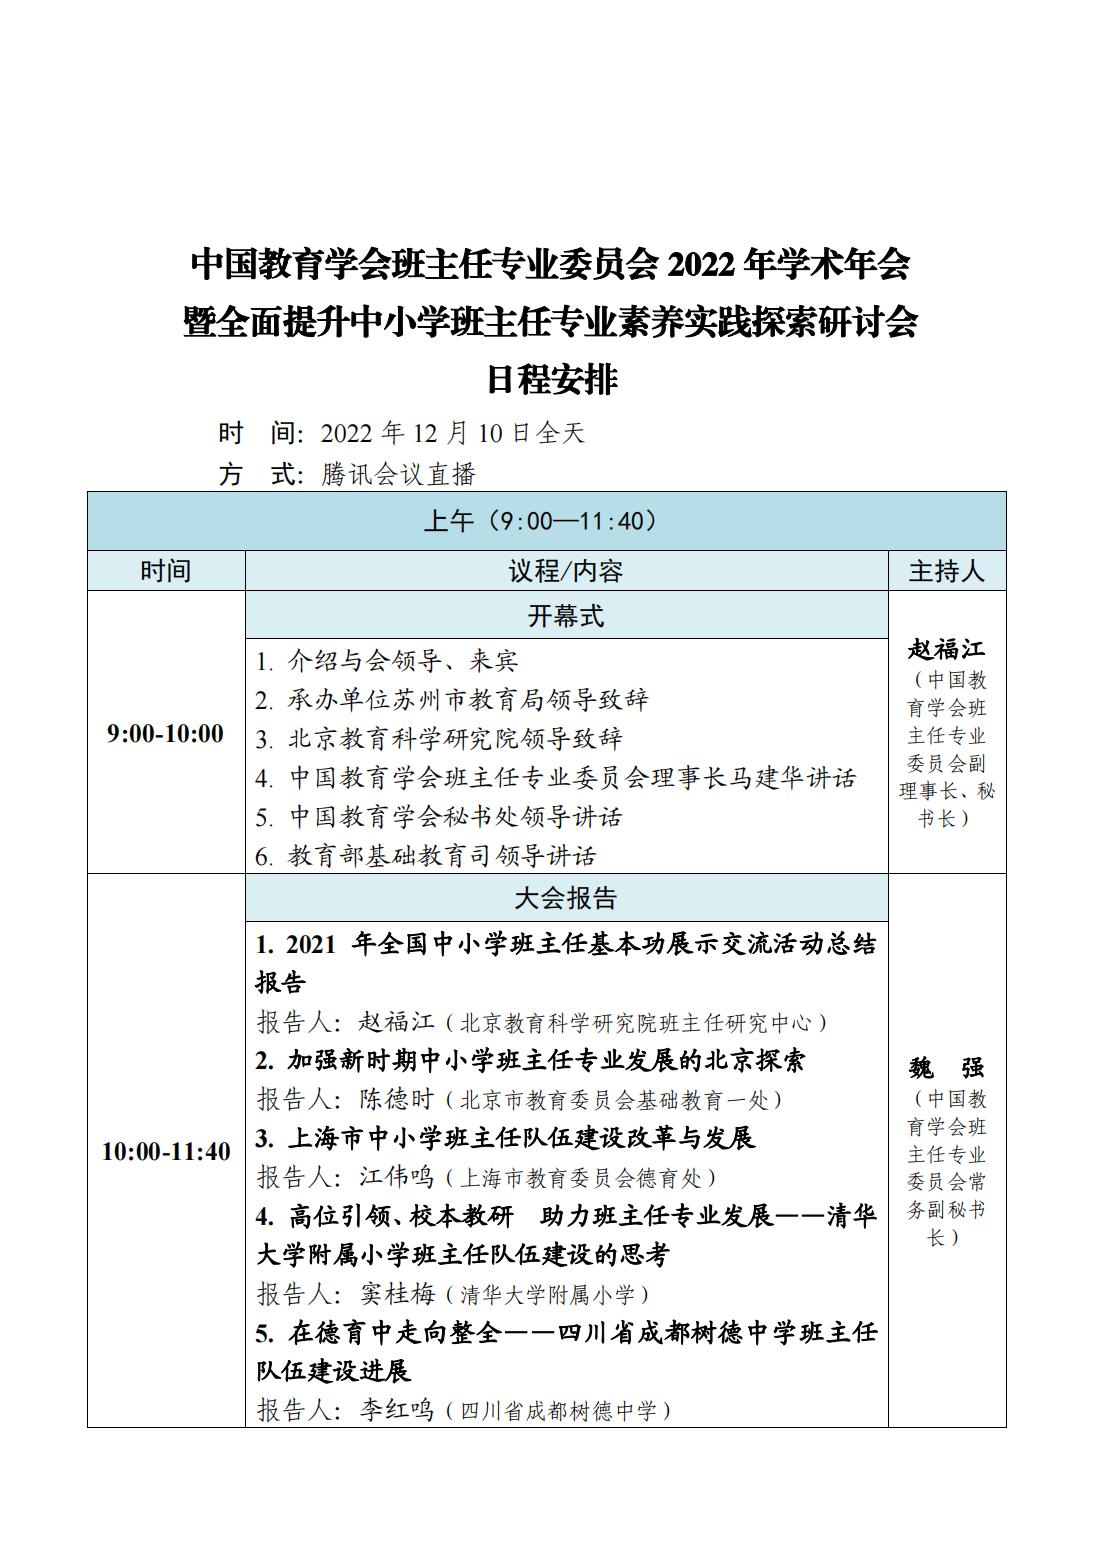 中国教育学会班主任专业委员会 2022 年学术年会
暨全面提升中小学班主任专业素养实践探索研讨会
日程安排
时　间：2022 年 12 月 10 日全天
方　式：腾讯会议直播
上午（9:00—11:40）
时间
议程/内容
主持人
9:00-10:00
开幕式
1. 介绍与会领导、来宾
2. 承办单位苏州市教育局领导致辞
3. 北京教育科学研究院领导致辞
4. 中国教育学会班主任专业委员会理事长马建华讲话
5. 中国教育学会秘书处领导讲话
6. 教育部基础教育司领导讲话
赵福江
（中国教
育学会班
主任专业
委员会副
理事长、秘
书长）
10:00-11:40
大会报告
1. 2021 年全国中小学班主任基本功展示交流活动总结
报告
报告人：赵福江（北京教育科学研究院班主任研究中心）
2. 加强新时期中小学班主任专业发展的北京探索
报告人：陈德时（北京市教育委员会基础教育一处）
3. 上海市中小学班主任队伍建设改革与发展
报告人：江伟鸣（上海市教育委员会德育处）
4. 高位引领、校本教研　助力班主任专业发展——清华
大学附属小学班主任队伍建设的思考
报告人：窦桂梅（清华大学附属小学）
5. 在德育中走向整全——四川省成都树德中学班主任
队伍建设进展
报告人：李红鸣（四川省成都树德中学）
魏　强
（中国教
育学会班
主任专业
委员会常
务副秘书
长）